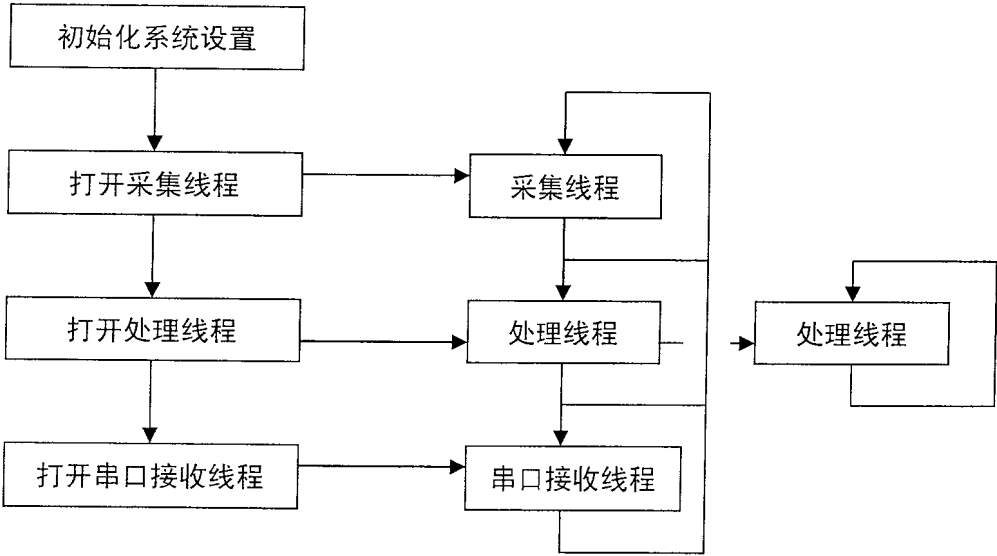 初始化系统设置
打开采集线程
采集线程
打开处理线程
处理线程
处理线程
打开串口接收线程
串口接收线程